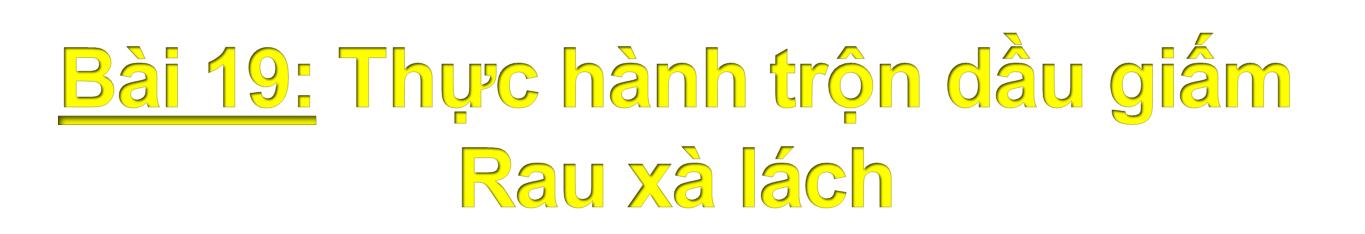 Bài 19: Thực hành trộn dầu giấm
Rau xà lách